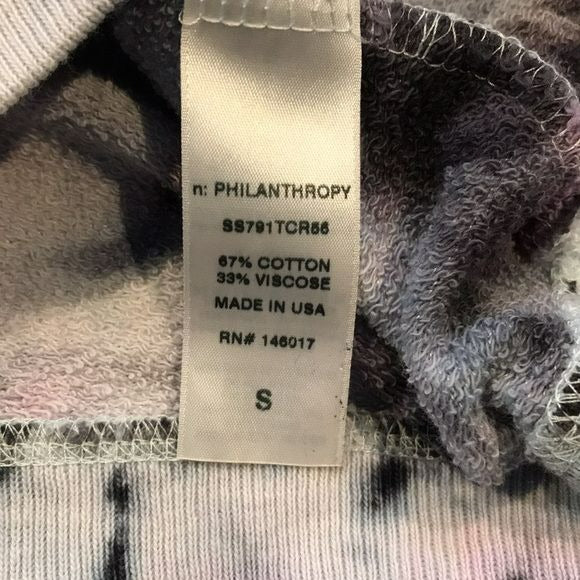 n: PHILANTHROPY
SS791TCR56
67% COTTON
33% VISCOSE
MADE IN USA
RN# 146017
S